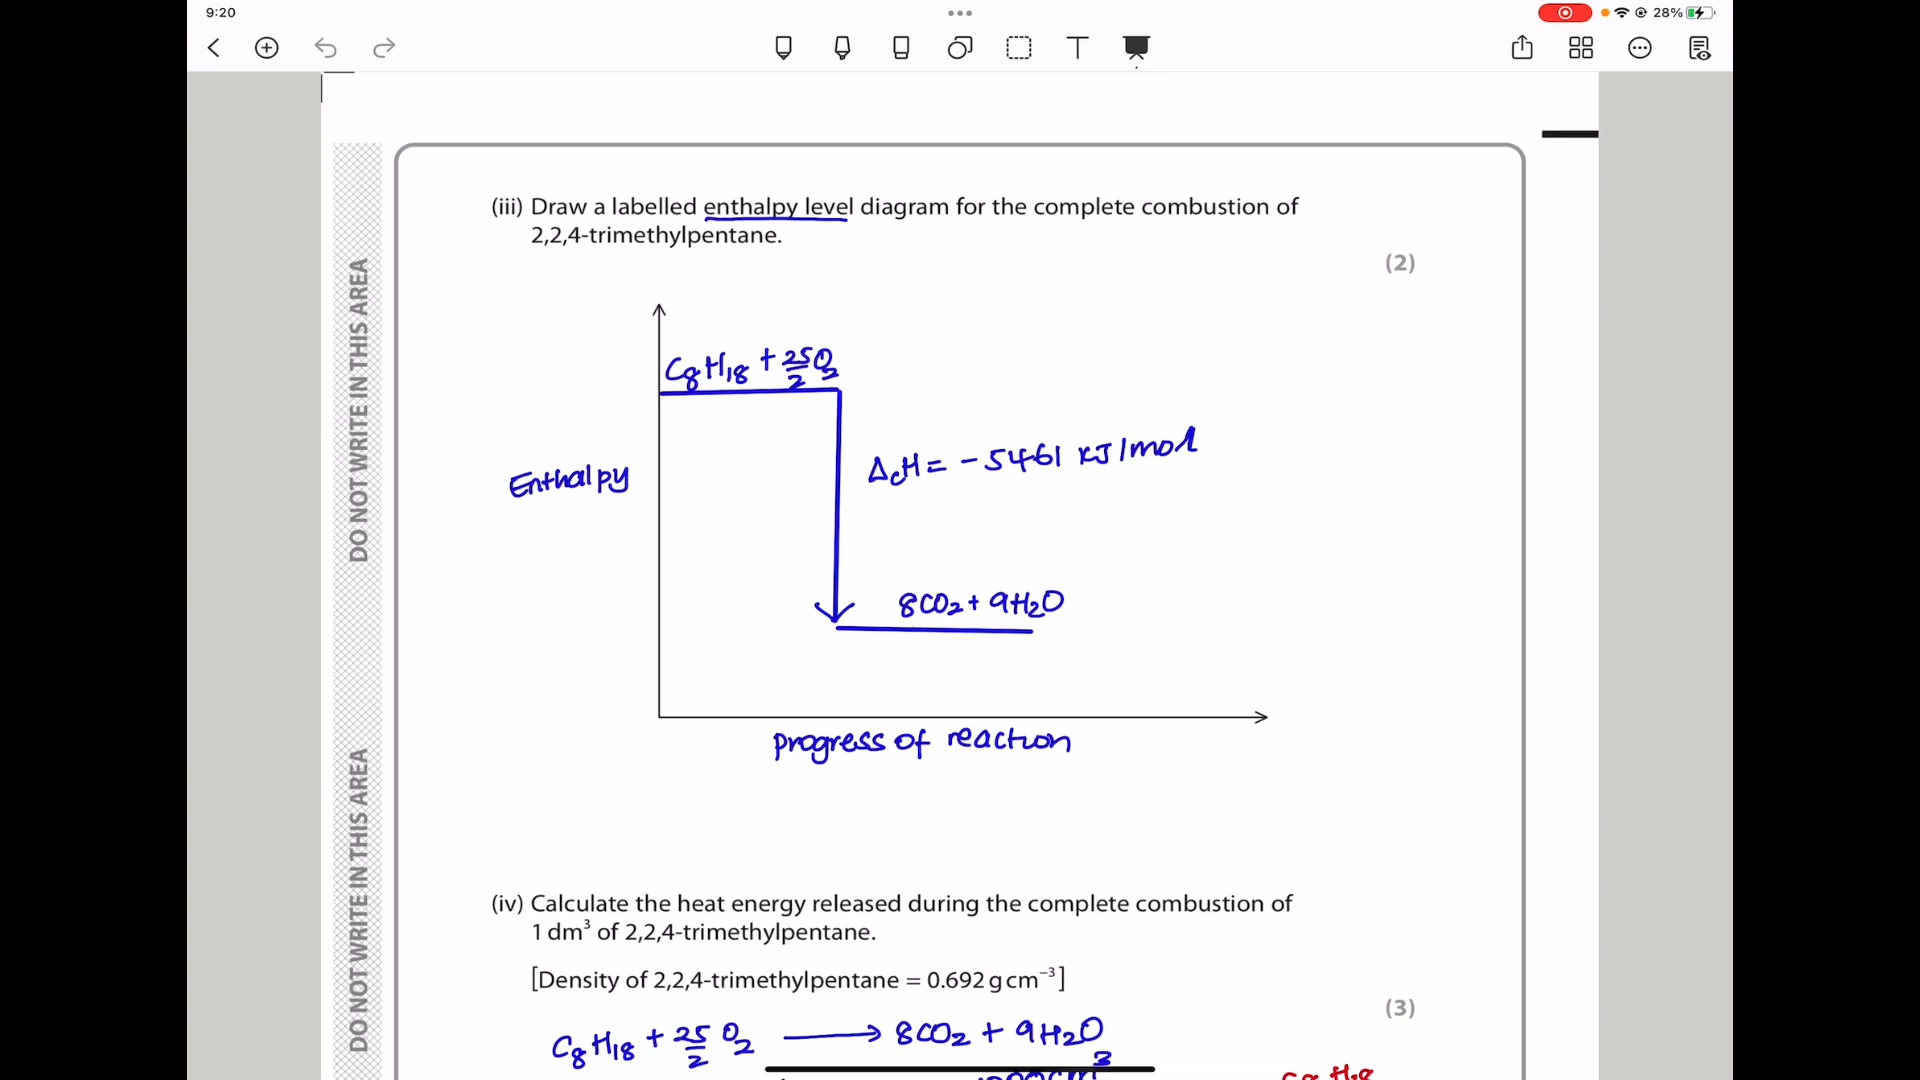 9:20
28%
(iii) Draw a labelled enthalpy level diagram for the complete combustion of
2,2,4-trimethylpentane.
(2)
C₈H₁₈ + 25/2 O₂
ΔcH = -5461 KJ/mol
Enthalpy
8CO₂ + 9H₂O
Progress of reaction
(iv) Calculate the heat energy released during the complete combustion of
1 dm³ of 2,2,4-trimethylpentane.
[Density of 2,2,4-trimethylpentane = 0.692 g cm⁻³]
(3)
C₈H₁₈ + 25/2 O₂ → 8CO₂ + 9H₂O
DO NOT WRITE IN THIS AREA
DO NOT WRITE IN THIS AREA